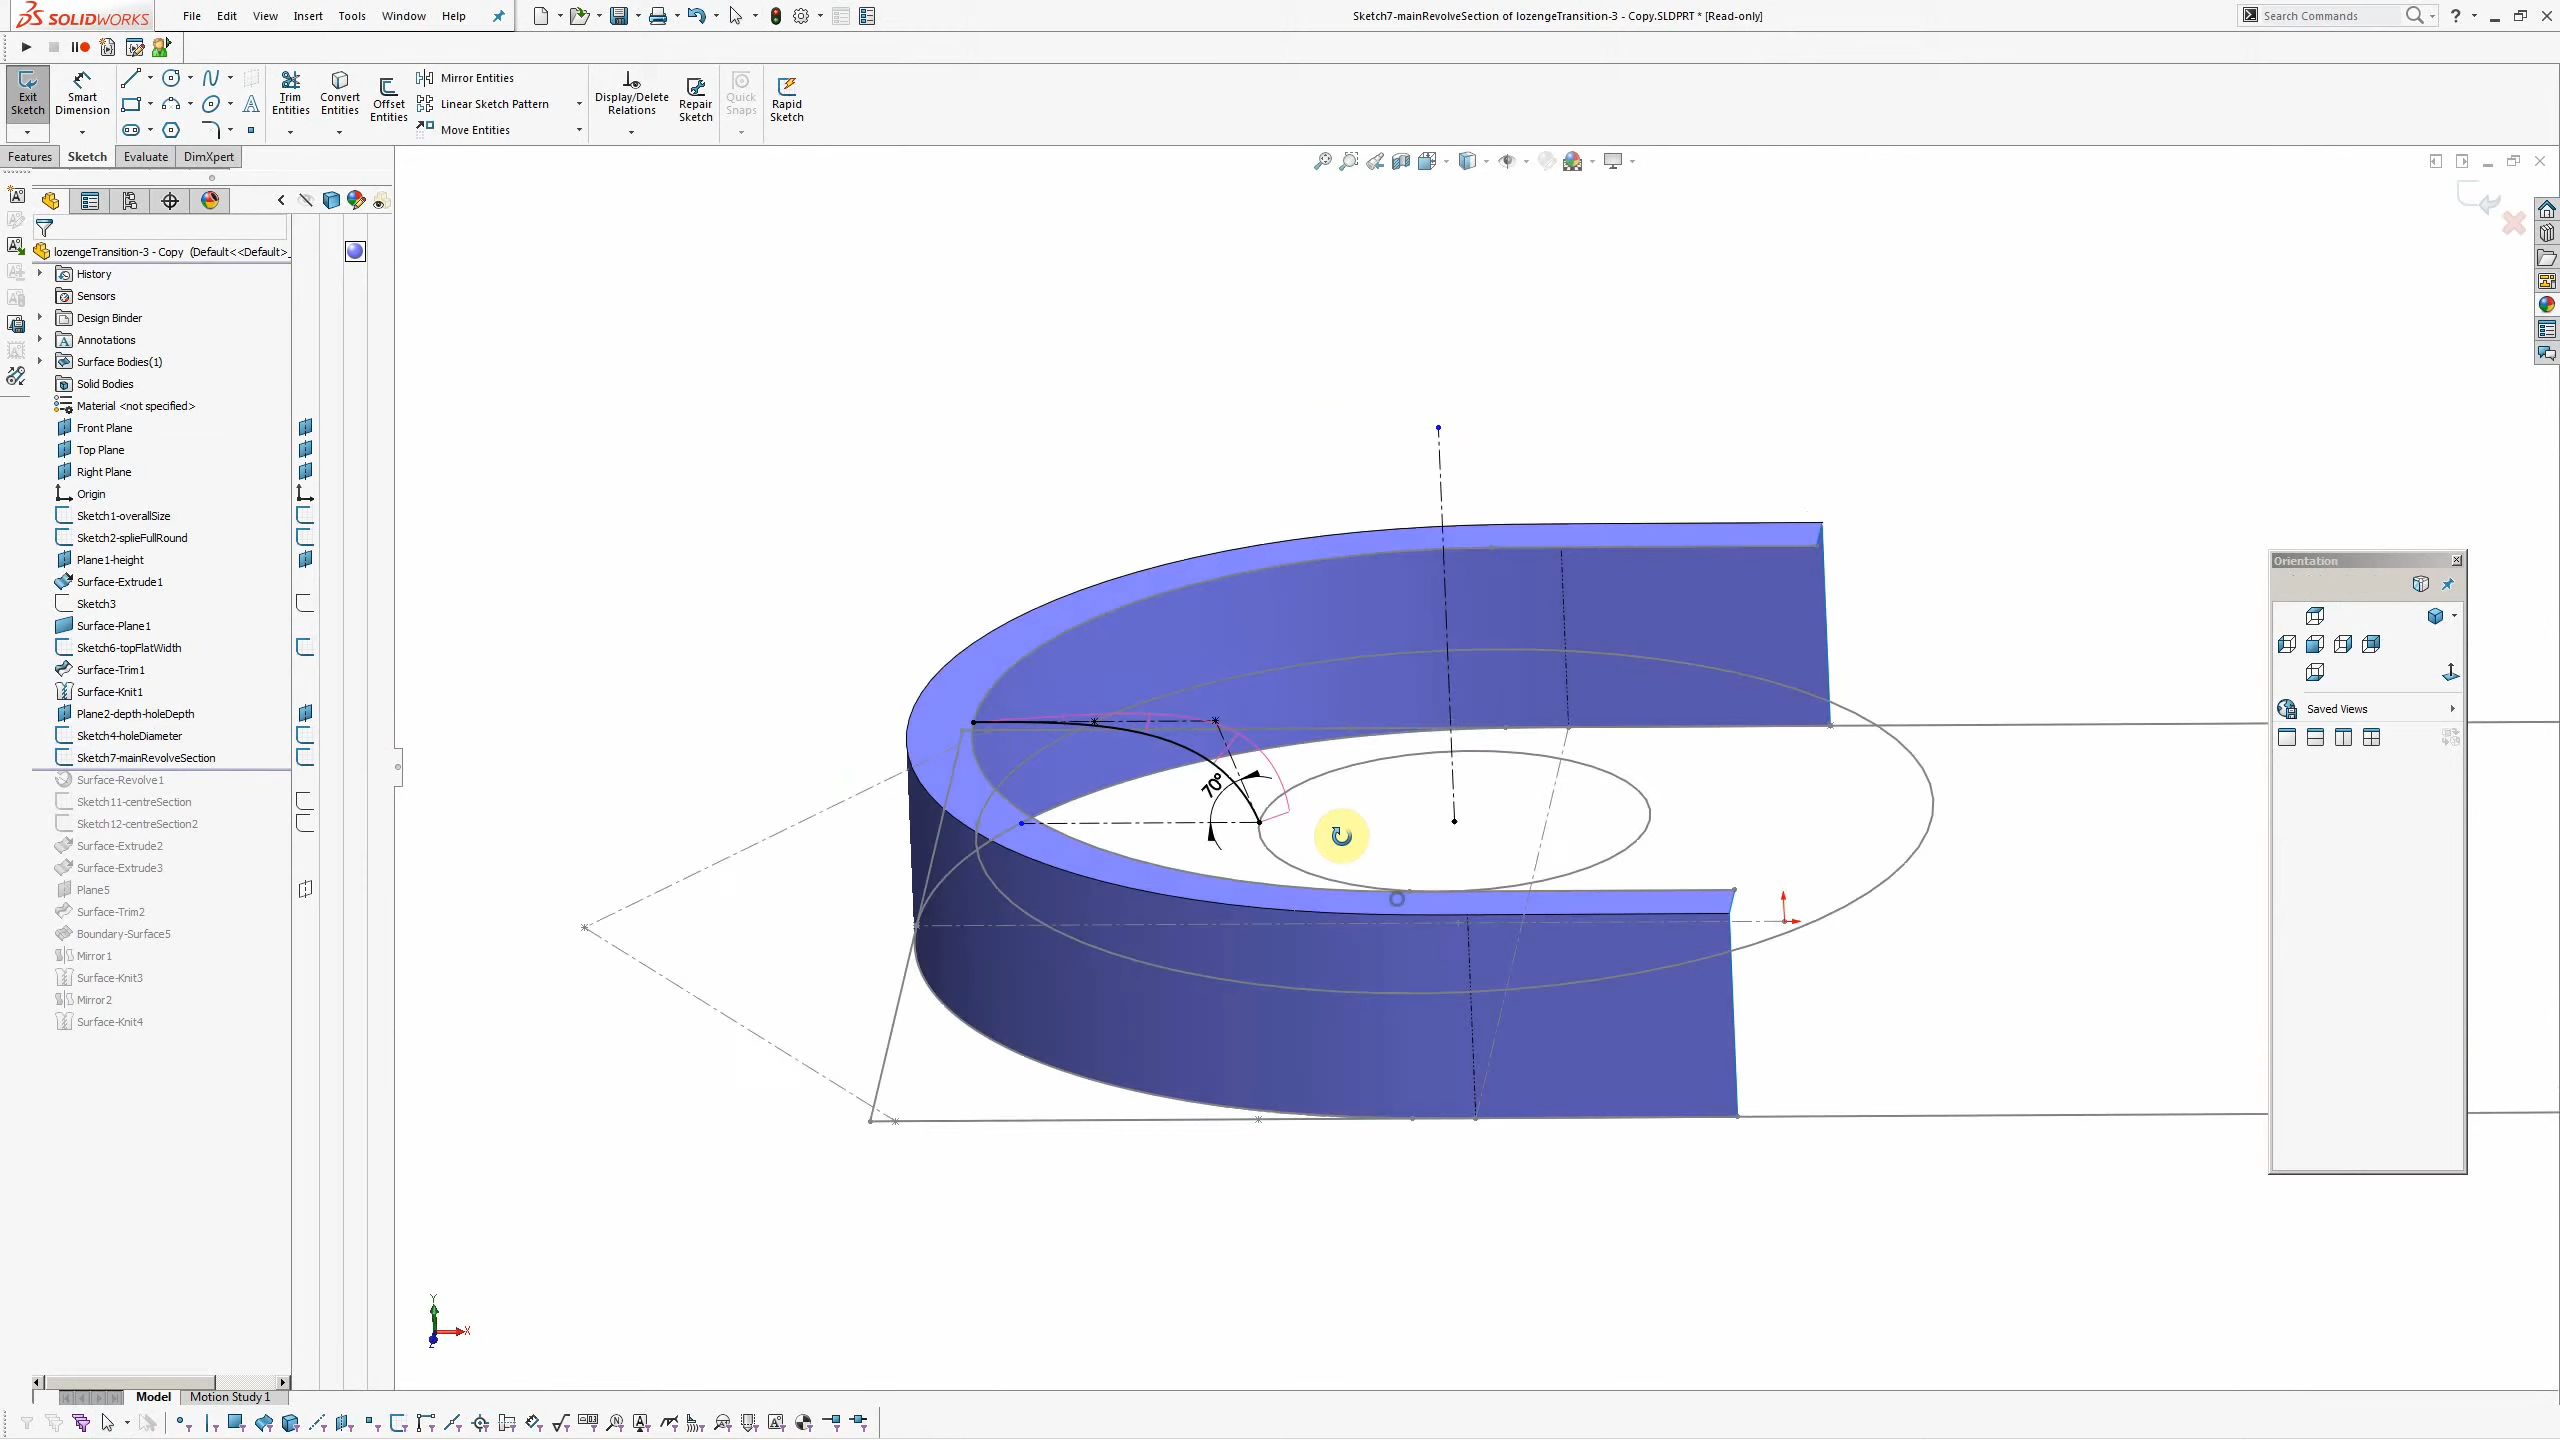 SOLIDWORKS
File Edit View Insert Tools Window Help
Sketch7-mainRevolveSection of lozengeTransition-3 - Copy.SLDPRT * [Read-only]
Search Commands
?
Exit Sketch
Smart Dimension
Trim Entities
Convert Entities
Offset Entities
Mirror Entities
Linear Sketch Pattern
Move Entities
Display/Delete Relations
Repair Sketch
Quick Snaps
Rapid Sketch
Features Sketch Evaluate DimXpert
lozengeTransition-3 - Copy (Default<<Default>_
History
Sensors
Design Binder
Annotations
Surface Bodies(1)
Solid Bodies
Material <not specified>
Front Plane
Top Plane
Right Plane
Origin
Sketch1-overallSize
Sketch2-splieFullRound
Plane1-height
Surface-Extrude1
Sketch3
Surface-Plane1
Sketch6-topFlatWidth
Surface-Trim1
Surface-Knit1
Plane2-depth-holeDepth
Sketch4-holeDiameter
Sketch7-mainRevolveSection
Surface-Revolve1
Sketch11-centreSection
Sketch12-centreSection2
Surface-Extrude2
Surface-Extrude3
Plane5
Surface-Trim2
Boundary-Surface5
Mirror1
Surface-Knit3
Mirror2
Surface-Knit4
70°
Orientation
Saved Views
Y
X
Z
Model Motion Study 1